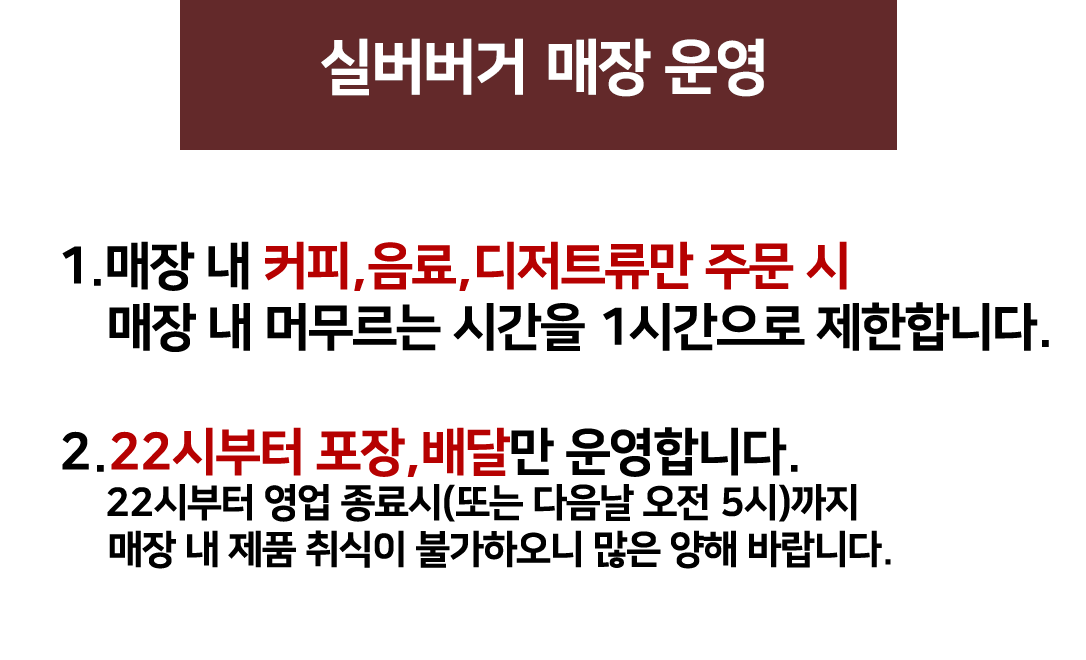 실버버거 매장 운영
1.매장 내 커피,음료,디저트류만 주문 시
매장 내 머무르는 시간을 1시간으로 제한합니다.
2.22시부터 포장,배달만 운영합니다.
22시부터 영업 종료시(또는 다음날 오전 5시)까지
매장 내 제품 취식이 불가하오니 많은 양해 바랍니다.